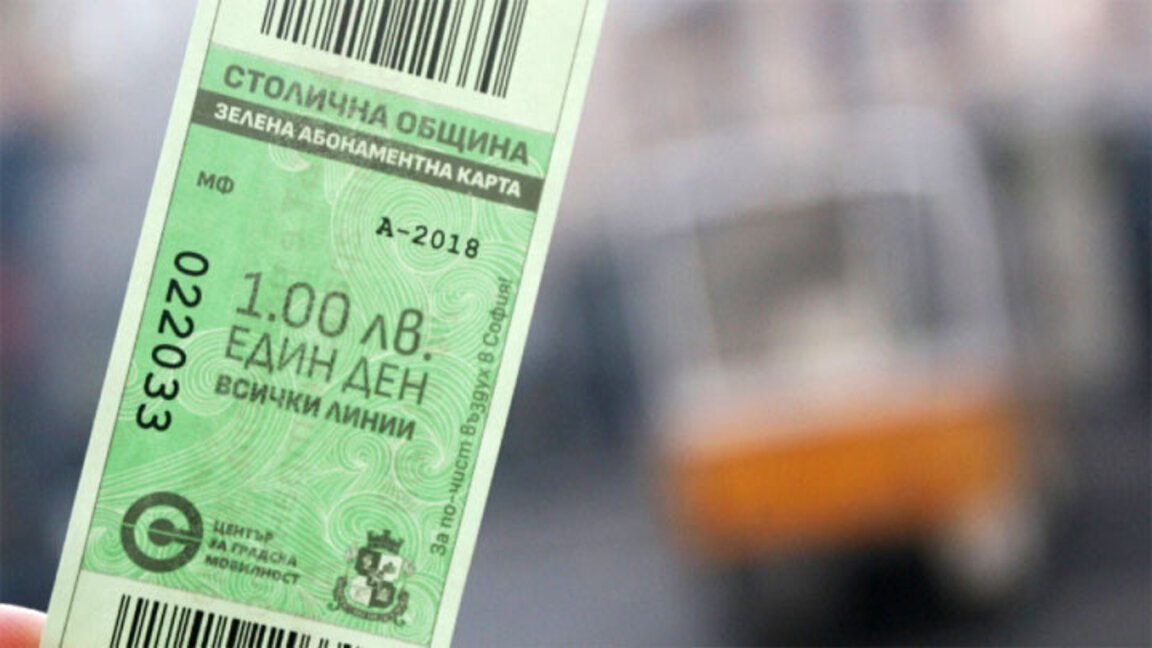 СТОЛИЧНА ОБЩИНА
ЗЕЛЕНА АБОНАМЕНТНА КАРТА
МФ
А-2018
022033
1.00 лв.
ЕДИН ДЕН
ВСИЧКИ ЛИНИИ
За по-чист въздух в София!
ЦЕНТЪР
ЗА ГРАДСКА
МОБИЛНОСТ